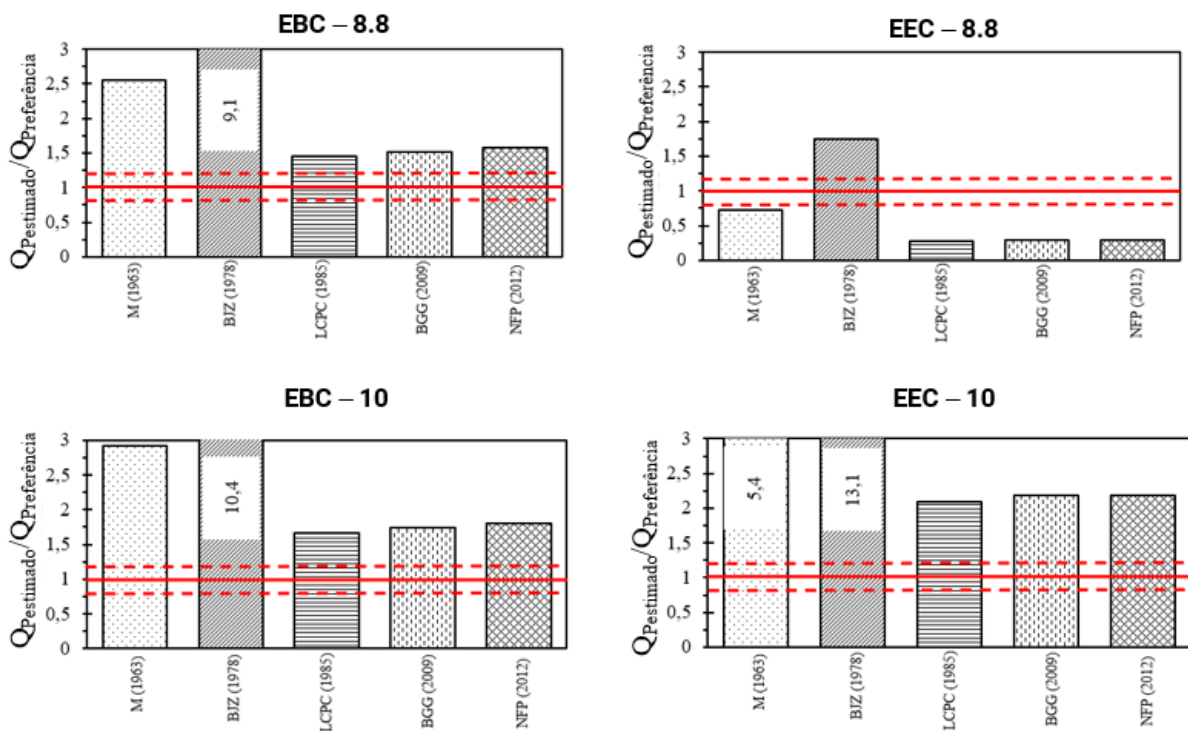 EBC – 8.8
QPestimado/QPreferência
3
2,5
2
1,5
1
0,5
0
9,1
M (1963)
BJZ (1978)
LCPC (1985)
BGG (2009)
NFP (2012)
EEC – 8.8
QPestimado/QPreferência
3
2,5
2
1,5
1
0,5
0
M (1963)
BJZ (1978)
LCPC (1985)
BGG (2009)
NFP (2012)
EBC – 10
QPestimado/QPreferência
3
2,5
2
1,5
1
0,5
0
10,4
M (1963)
BJZ (1978)
LCPC (1985)
BGG (2009)
NFP (2012)
EEC – 10
QPestimado/QPreferência
3
2,5
2
1,5
1
0,5
0
5,4
13,1
M (1963)
BJZ (1978)
LCPC (1985)
BGG (2009)
NFP (2012)